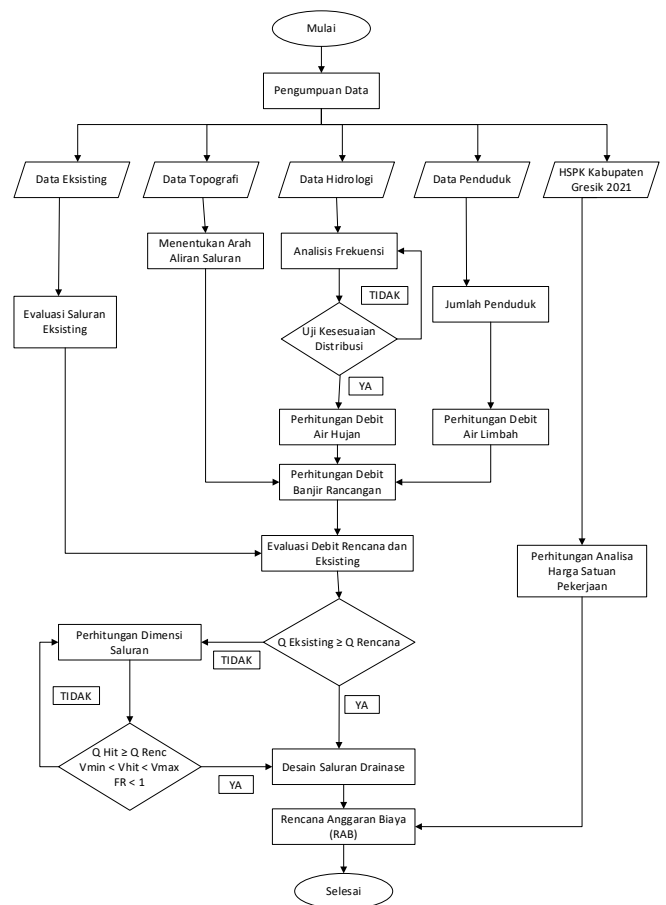 Mulai
Pengumpuan Data
Data Eksisting
Data Topografi
Data Hidrologi
Data Penduduk
HSPK Kabupaten
Gresik 2021
Menentukan Arah
Aliran Saluran
Analisis Frekuensi
TIDAK
Evaluasi Saluran
Eksisting
Uji Kesesuaian
Distribusi
Jumlah Penduduk
YA
Perhitungan Debit
Air Hujan
Perhitungan Debit
Air Limbah
Perhitungan Debit
Banjir Rancangan
Evaluasi Debit Rencana dan
Eksisting
Perhitungan Analisa
Harga Satuan
Pekerjaan
Perhitungan Dimensi
Saluran
Q Eksisting ≥ Q Rencana
TIDAK
TIDAK
YA
Q Hit ≥ Q Renc
Vmin < Vhit < Vmax
FR < 1
YA
Desain Saluran Drainase
Rencana Anggaran Biaya
(RAB)
Selesai